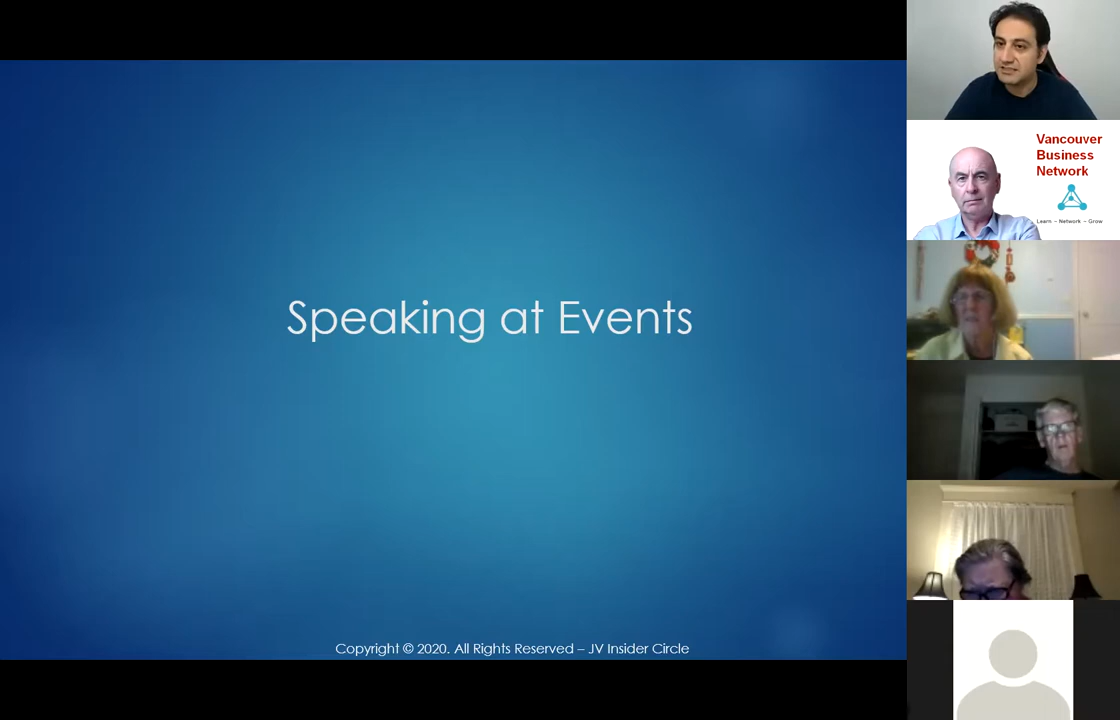 Speaking at Events
Copyright © 2020. All Rights Reserved – JV Insider Circle
Vancouver
Business
Network
Learn – Network – Grow